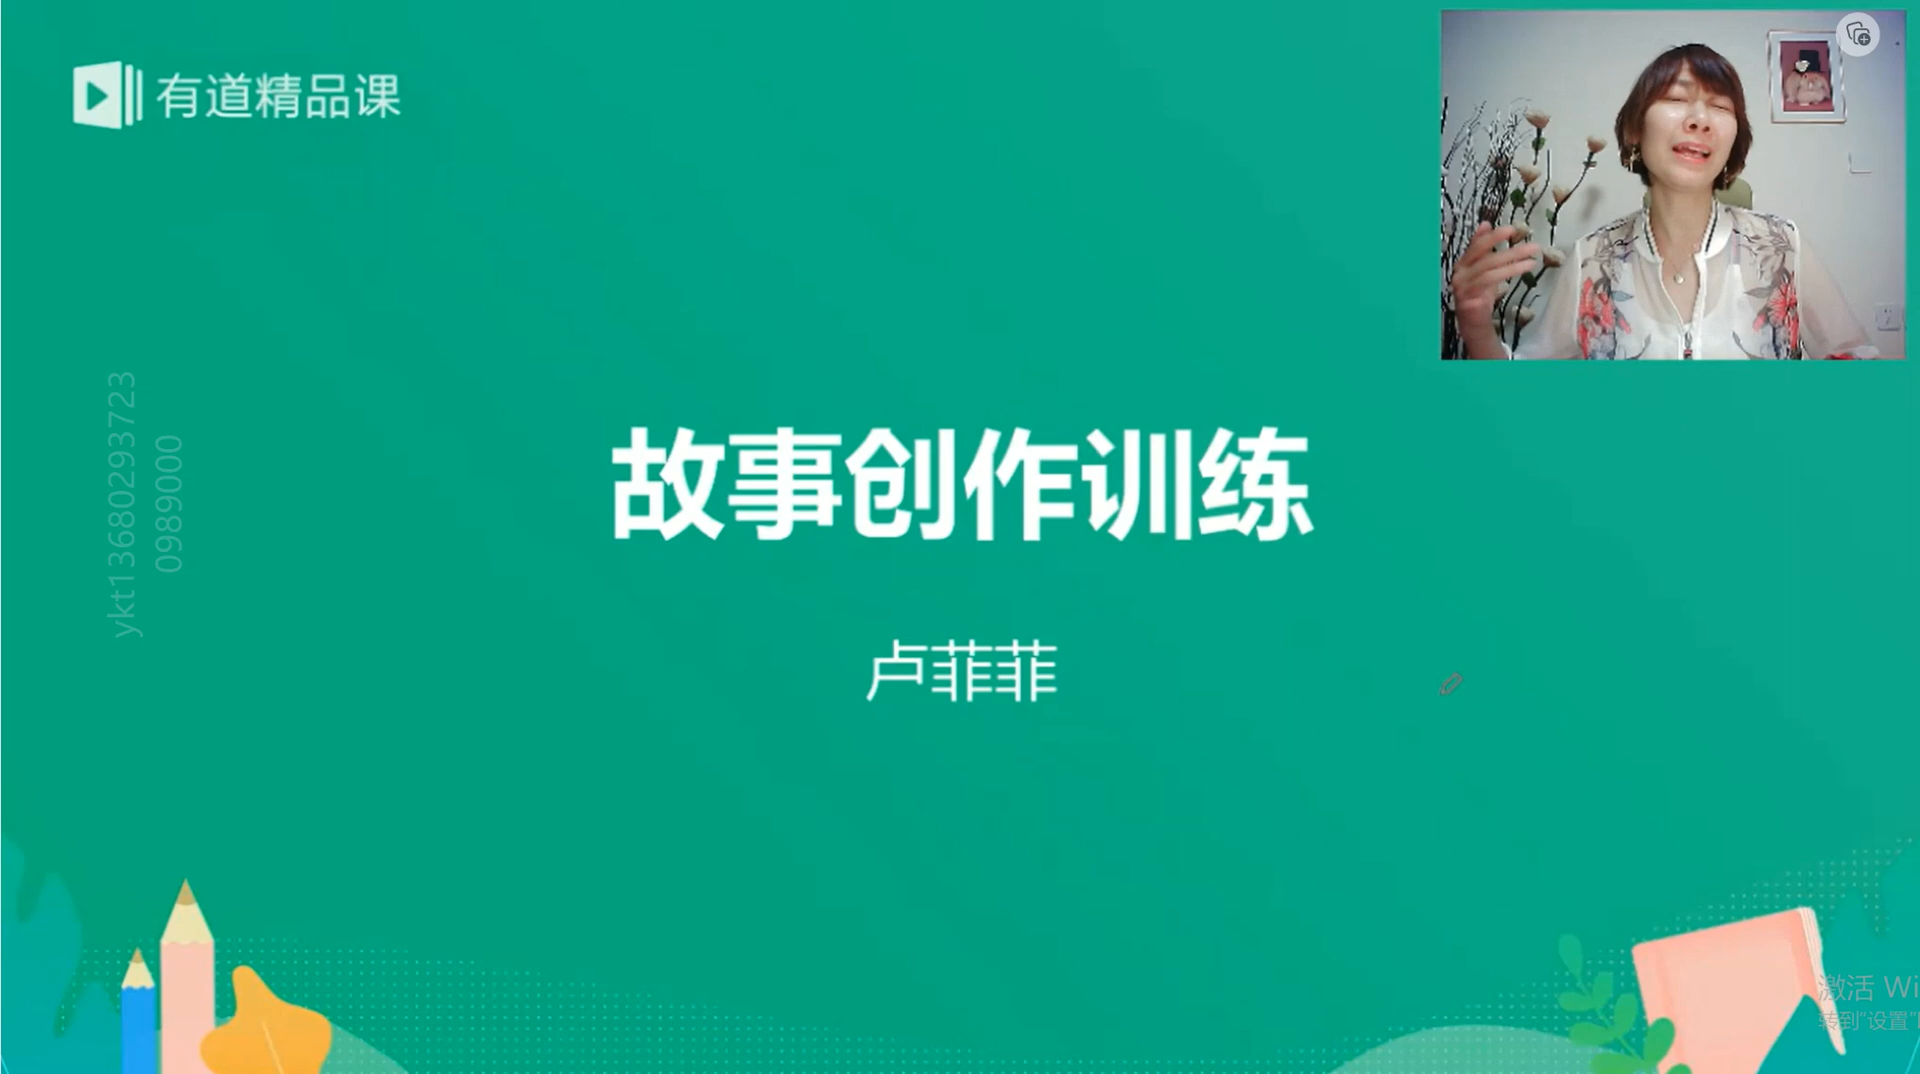 有道精品课
故事创作训练
卢菲菲
ykt13680293723
0989000
激活 Wi
转到"设置"